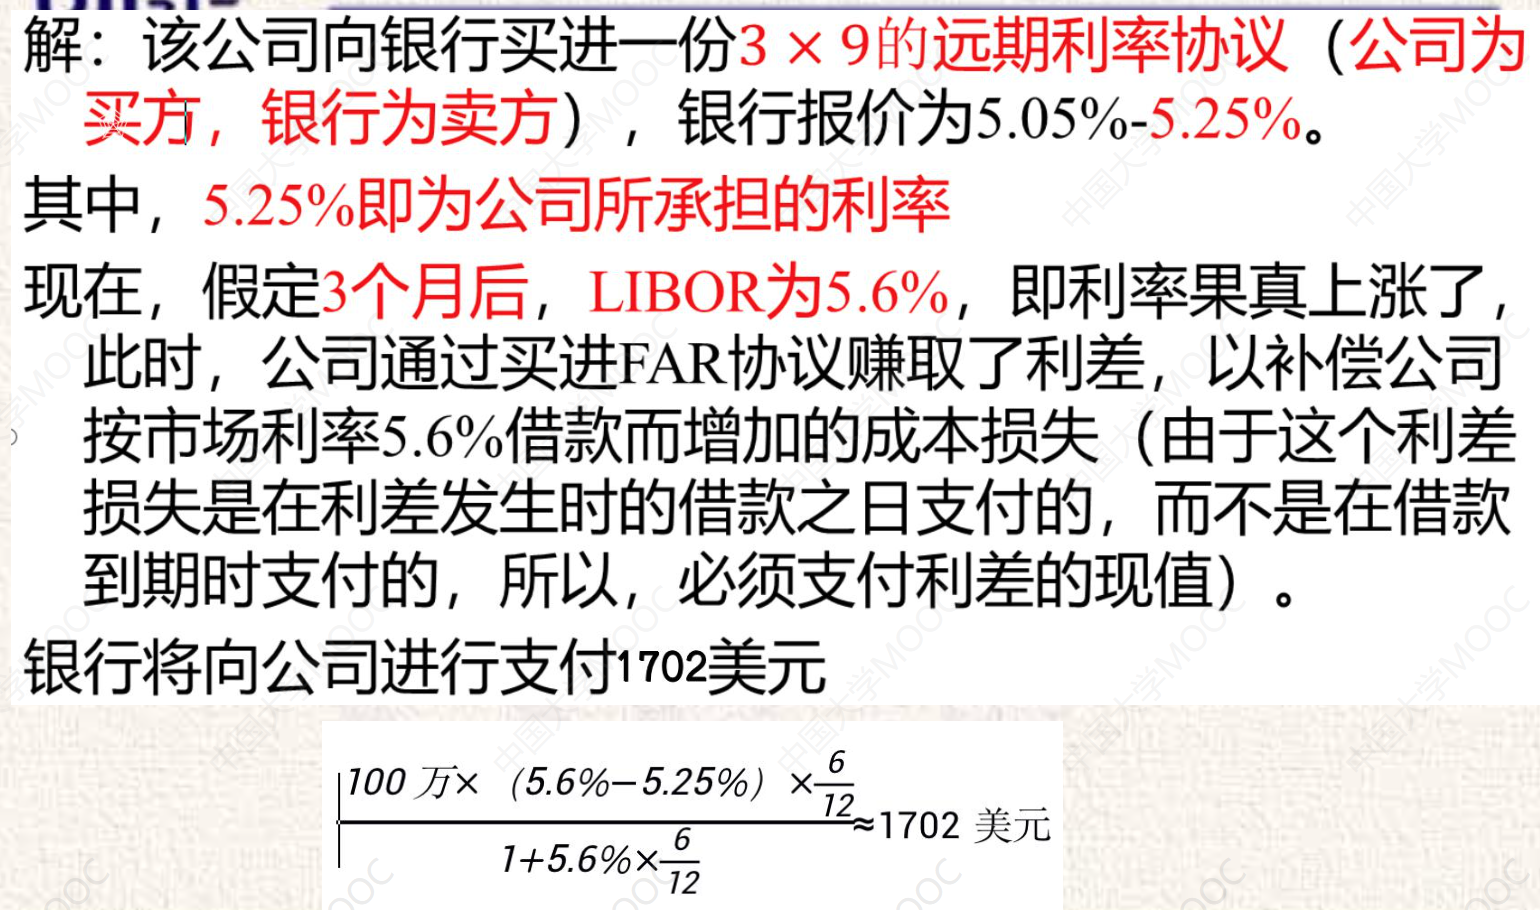 解：该公司向银行买进一份3 × 9的远期利率协议（公司为
买方，银行为卖方），银行报价为5.05%-5.25%。
其中，5.25%即为公司所承担的利率
现在，假定3个月后，LIBOR为5.6%，即利率果真上涨了，
此时，公司通过买进FAR协议赚取了利差，以补偿公司
按市场利率5.6%借款而增加的成本损失（由于这个利差
损失是在利差发生时的借款之日支付的，而不是在借款
到期时支付的，所以，必须支付利差的现值）。
银行将向公司进行支付1702美元
100 万×（5.6%−5.25%）×6/12
≈1702 美元
1+5.6%×6/12
中国大学MOOC